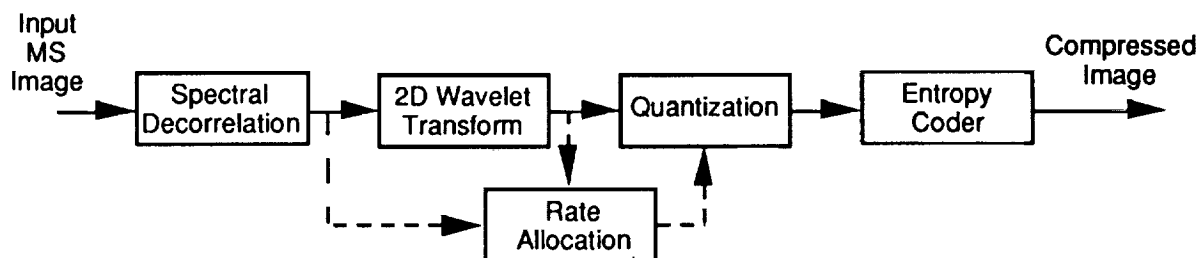 Input
MS
Image
Spectral
Decorrelation
2D Wavelet
Transform
Quantization
Entropy
Coder
Compressed
Image
Rate
Allocation